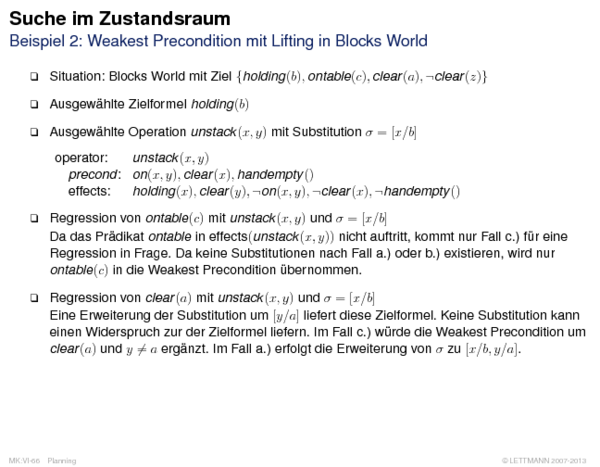 Suche im Zustandsraum
Beispiel 2: Weakest Precondition mit Lifting in Blocks World
❑ Situation: Blocks World mit Ziel {holding(b), ontable(c), clear(a), ¬clear(z)}
❑ Ausgewählte Zielformel holding(b)
❑ Ausgewählte Operation unstack(x, y) mit Substitution σ = [x/b]
operator: unstack(x, y)
precond: on(x, y), clear(x), handempty()
effects: holding(x), clear(y), ¬on(x, y), ¬clear(x), ¬handempty()
❑ Regression von ontable(c) mit unstack(x, y) und σ = [x/b]
Da das Prädikat ontable in effects(unstack(x, y)) nicht auftritt, kommt nur Fall c.) für eine
Regression in Frage. Da keine Substitutionen nach Fall a.) oder b.) existieren, wird nur
ontable(c) in die Weakest Precondition übernommen.
❑ Regression von clear(a) mit unstack(x, y) und σ = [x/b]
Eine Erweiterung der Substitution um [y/a] liefert diese Zielformel. Keine Substitution kann
einen Widerspruch zur der Zielformel liefern. Im Fall c.) würde die Weakest Precondition um
clear(a) und y ≠ a ergänzt. Im Fall a.) erfolgt die Erweiterung von σ zu [x/b, y/a].
MK:VI-66 Planning
© LETTMANN 2007-2013